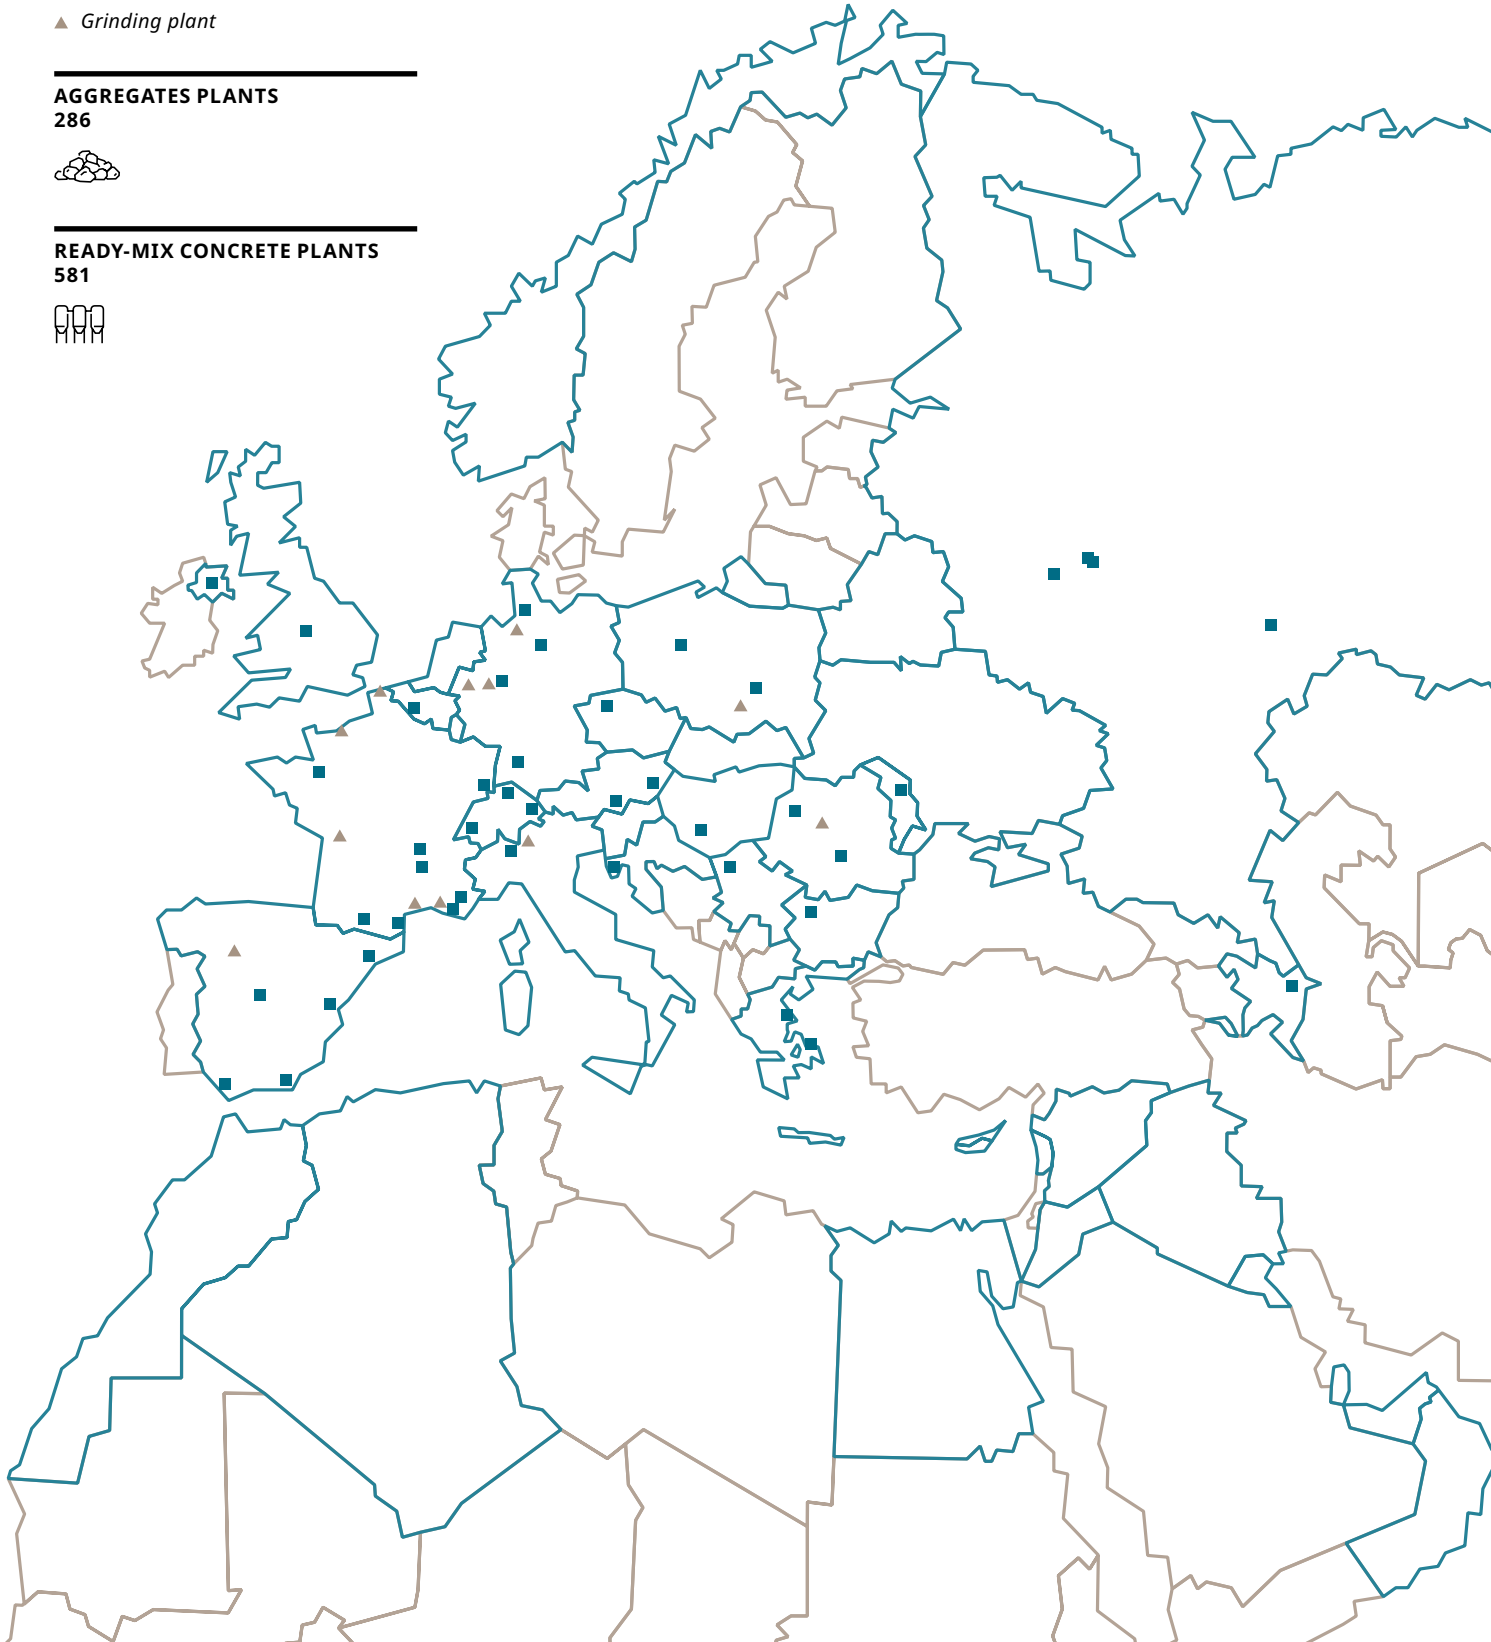 Grinding plant
AGGREGATES PLANTS
286
READY-MIX CONCRETE PLANTS
581